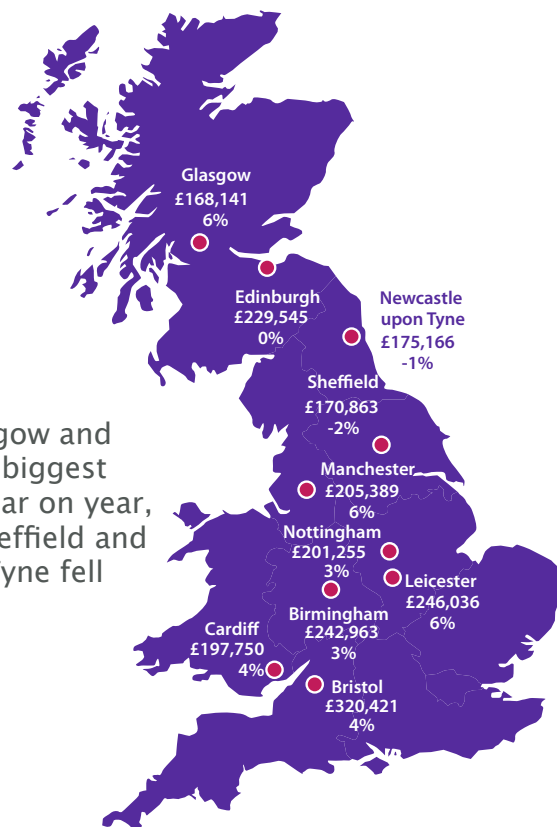 Glasgow
£168,141
6%
Edinburgh
£229,545
0%
Newcastle
upon Tyne
£175,166
-1%
Sheffield
£170,863
-2%
gow and
biggest
ar on year,
effield and
yne fell
Manchester
£205,389
6%
Nottingham
£201,255
3%
Leicester
£246,036
6%
Birmingham
£242,963
3%
Cardiff
£197,750
4%
Bristol
£320,421
4%